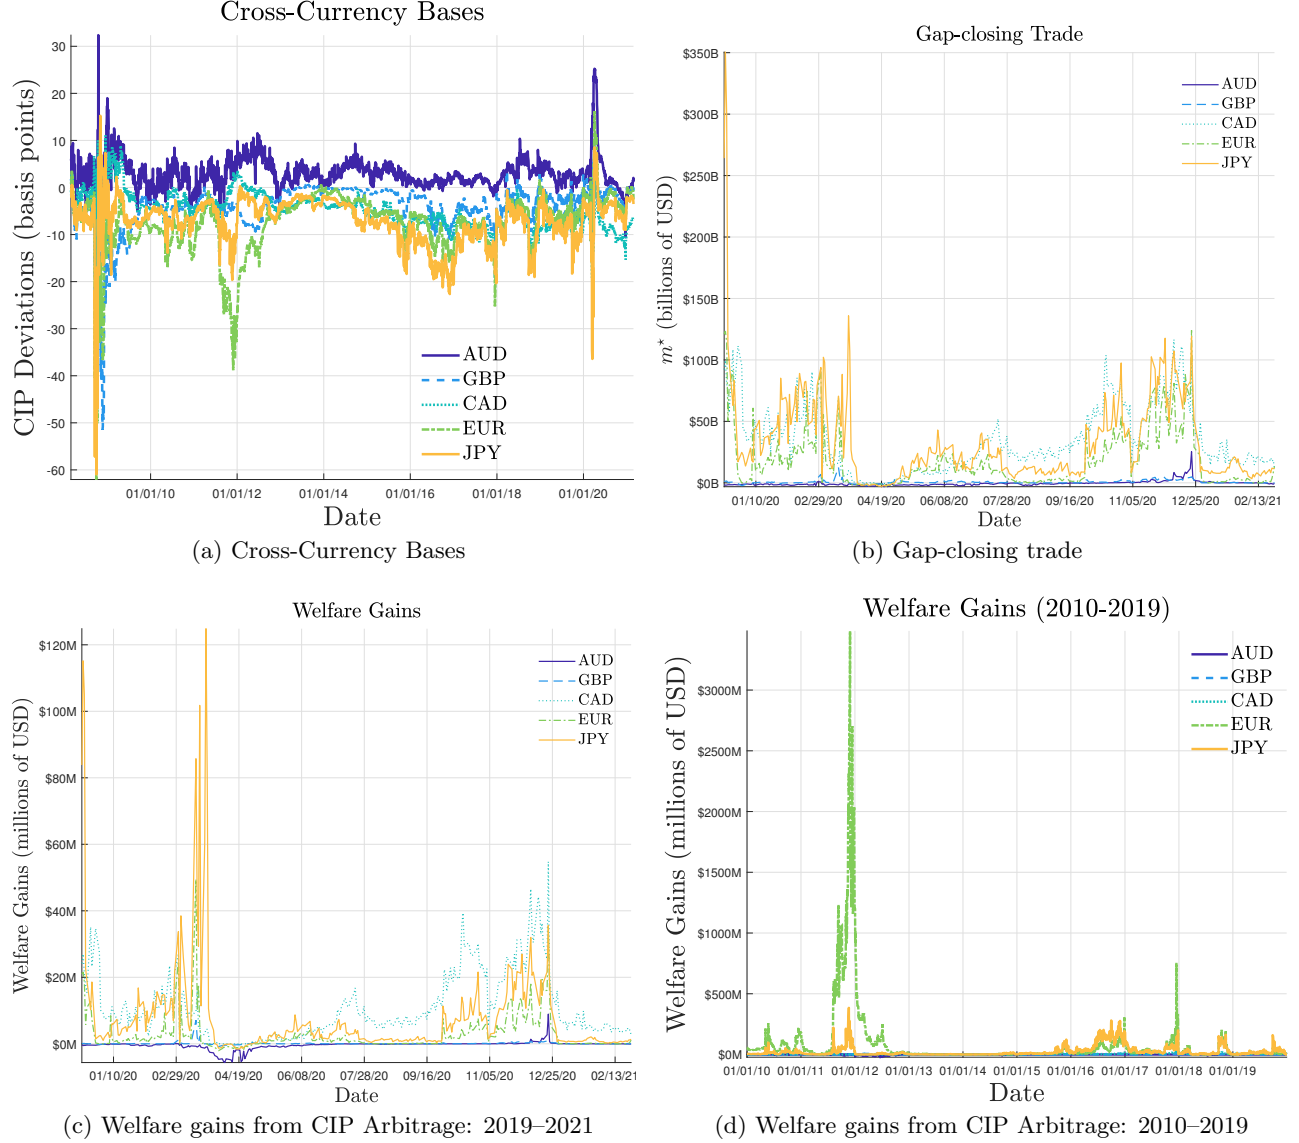 Cross-Currency Bases
CIP Deviations (basis points)
30
20
10
0
-10
-20
-30
-40
-50
-60
AUD
GBP
CAD
EUR
JPY
01/01/10 01/01/12 01/01/14 01/01/16 01/01/18 01/01/20
Date
(a) Cross-Currency Bases
Gap-closing Trade
m⋆ (billions of USD)
$350B
$300B
$250B
$200B
$150B
$100B
$50B
$0B
AUD
GBP
CAD
EUR
JPY
01/10/20 02/29/20 04/19/20 06/08/20 07/28/20 09/16/20 11/05/20 12/25/20 02/13/21
Date
(b) Gap-closing trade
Welfare Gains
Welfare Gains (millions of USD)
$120M
$100M
$80M
$60M
$40M
$20M
$0M
AUD
GBP
CAD
EUR
JPY
01/10/20 02/29/20 04/19/20 06/08/20 07/28/20 09/16/20 11/05/20 12/25/20 02/13/21
Date
(c) Welfare gains from CIP Arbitrage: 2019–2021
Welfare Gains (2010-2019)
Welfare Gains (millions of USD)
$3000M
$2500M
$2000M
$1500M
$1000M
$500M
$0M
AUD
GBP
CAD
EUR
JPY
01/01/10 01/01/11 01/01/12 01/01/13 01/01/14 01/01/15 01/01/16 01/01/17 01/01/18 01/01/19
Date
(d) Welfare gains from CIP Arbitrage: 2010–2019